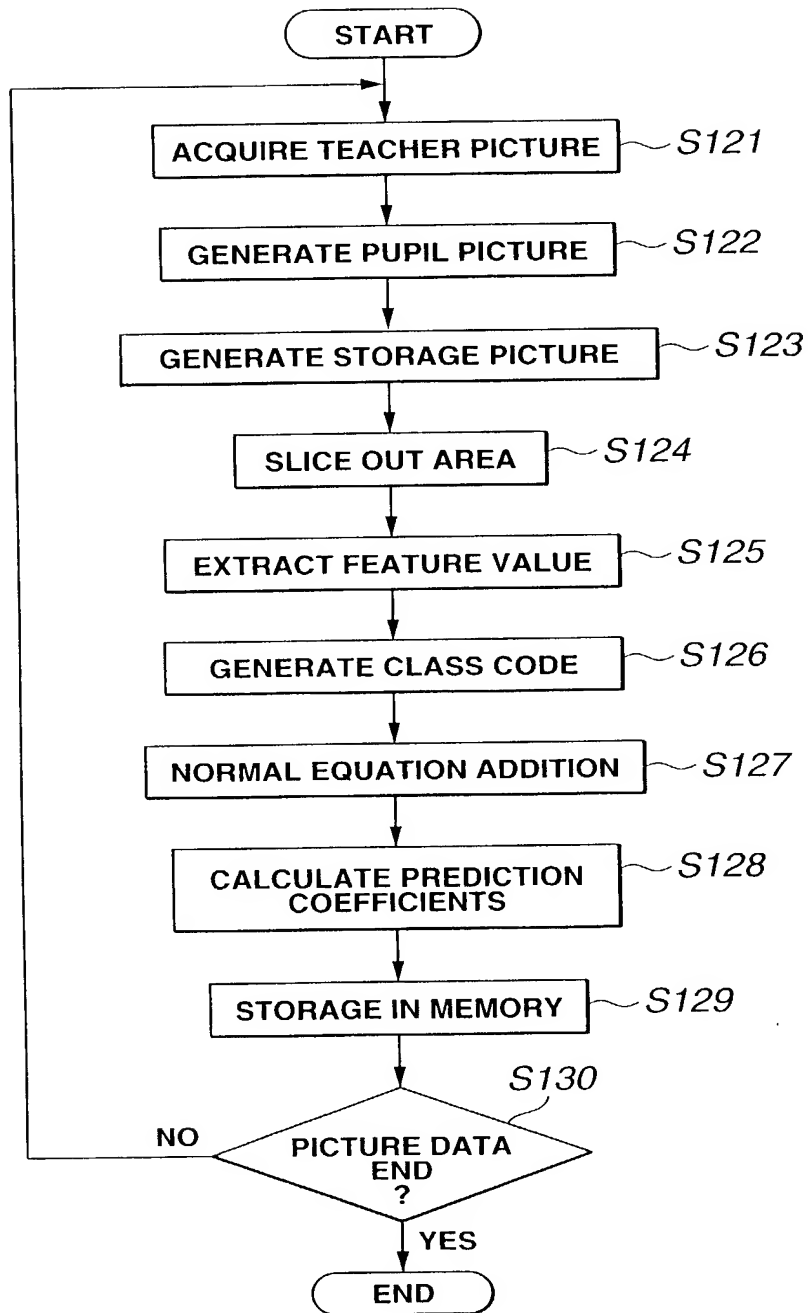 START
ACQUIRE TEACHER PICTURE
S121
GENERATE PUPIL PICTURE
S122
GENERATE STORAGE PICTURE
S123
SLICE OUT AREA
S124
EXTRACT FEATURE VALUE
S125
GENERATE CLASS CODE
S126
NORMAL EQUATION ADDITION
S127
CALCULATE PREDICTION
COEFFICIENTS
S128
STORAGE IN MEMORY
S129
S130
NO
PICTURE DATA
END
?
YES
END